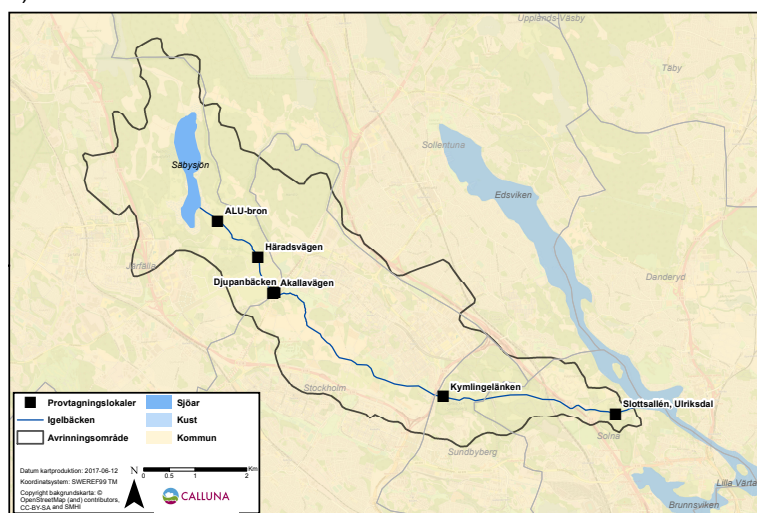 Upplands-Väsby
Täby
Sollentuna
Säbysjön
Edsviken
ALU-bron
Häradsvägen
Järfälla
Djupanbäcken
Akallavägen
Danderyd
Stockholm
Kymlingelänken
Slottsallén, Ulriksdal
Solna
Sundbyberg
Lilla Värta
Brunnsviken
Provtagningslokaler
Igelbäcken
Avrinningsområde
Sjöar
Kust
Kommun
Datum kartproduktion: 2017-06-12
Koordinatsystem: SWEREF99 TM
Copyright bakgrundskarta: ©
OpenStreetMap (and) contributors,
CC-BY-SA and SMHI
N
0 0.5 1 2
Km
CALLUNA